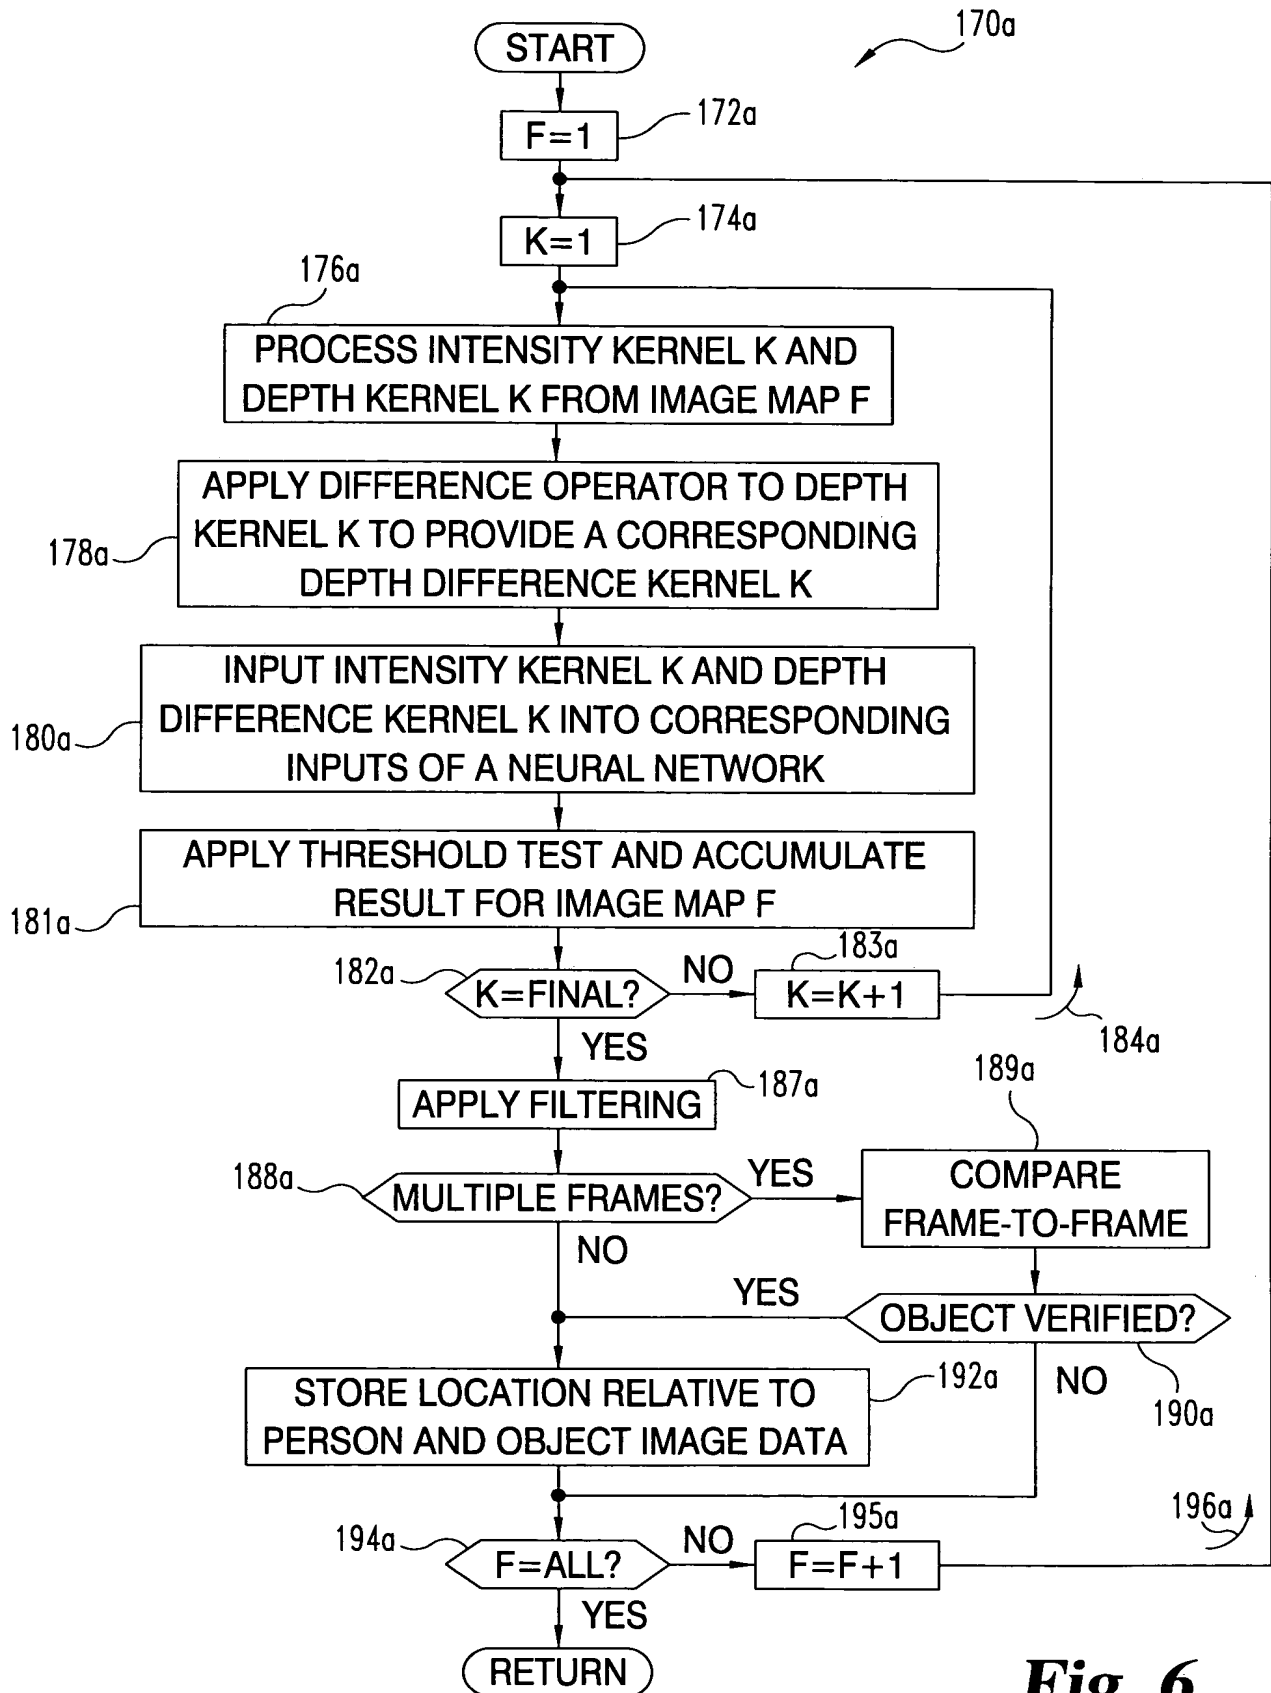 START
170a
F=1
172a
K=1
174a
176a
PROCESS INTENSITY KERNEL K AND
DEPTH KERNEL K FROM IMAGE MAP F
APPLY DIFFERENCE OPERATOR TO DEPTH
KERNEL K TO PROVIDE A CORRESPONDING
DEPTH DIFFERENCE KERNEL K
178a
INPUT INTENSITY KERNEL K AND DEPTH
DIFFERENCE KERNEL K INTO CORRESPONDING
INPUTS OF A NEURAL NETWORK
180a
APPLY THRESHOLD TEST AND ACCUMULATE
RESULT FOR IMAGE MAP F
181a
182a
K=FINAL?
NO
183a
K=K+1
184a
YES
APPLY FILTERING
187a
188a
MULTIPLE FRAMES?
YES
189a
COMPARE
FRAME-TO-FRAME
NO
YES
OBJECT VERIFIED?
190a
NO
STORE LOCATION RELATIVE TO
PERSON AND OBJECT IMAGE DATA
192a
194a
F=ALL?
NO
195a
F=F+1
196a
YES
RETURN
Fig. 6